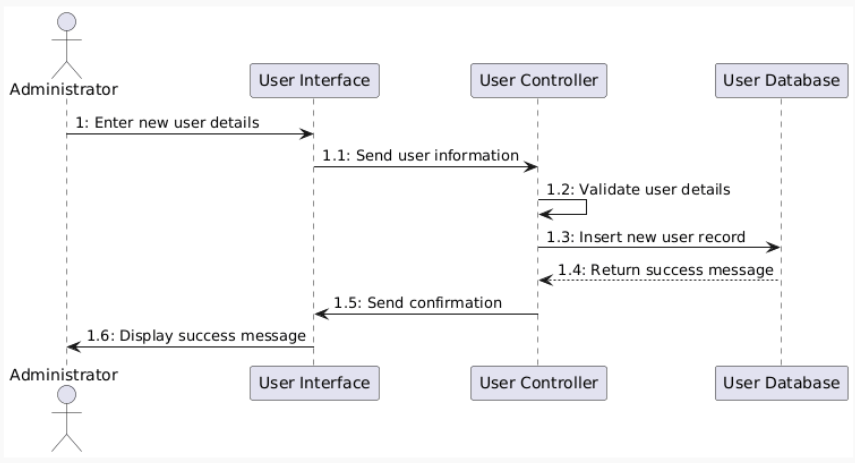 Administrator
User Interface
User Controller
User Database
1: Enter new user details
1.1: Send user information
1.2: Validate user details
1.3: Insert new user record
1.4: Return success message
1.5: Send confirmation
1.6: Display success message
Administrator
User Interface
User Controller
User Database